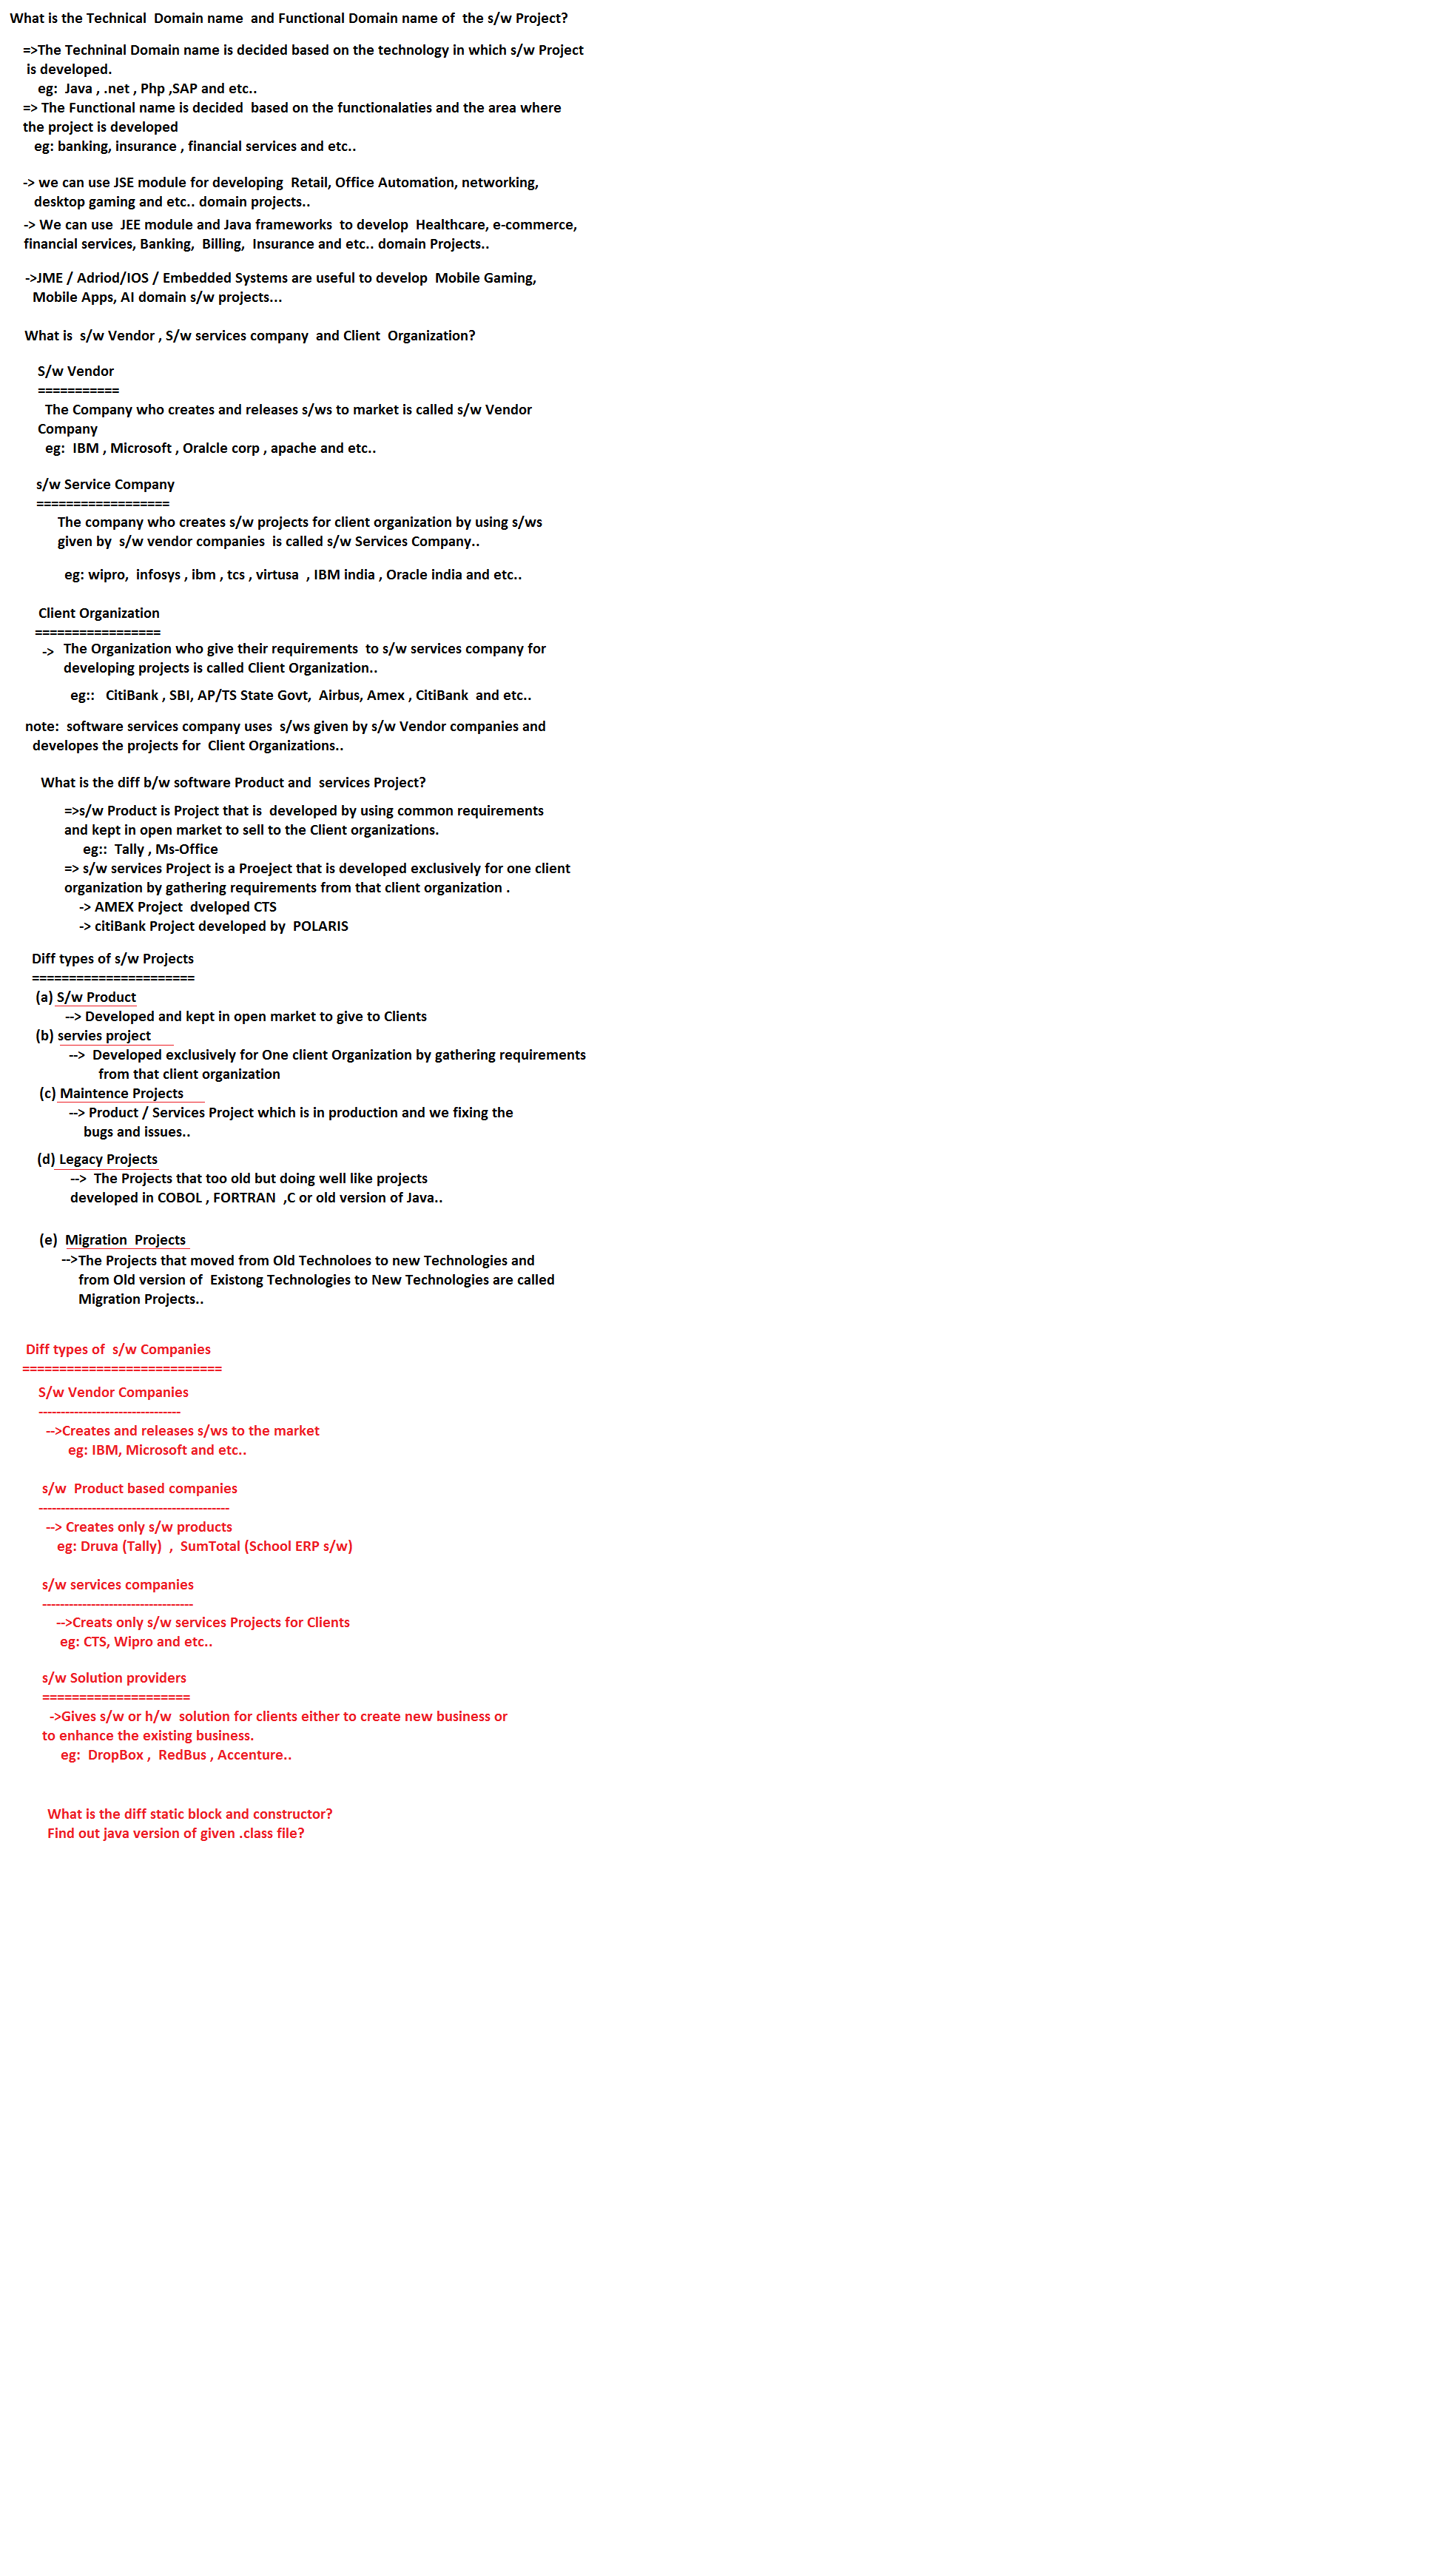 What is the Technical  Domain name  and Functional Domain name of  the s/w Project?
=>The Techninal Domain name is decided based on the technology in which s/w Project
is developed.
eg:  Java , .net , Php ,SAP and etc..
=> The Functional name is decided  based on the functionalaties and the area where
the project is developed
eg: banking, insurance , financial services and etc..
-> we can use JSE module for developing  Retail, Office Automation, networking,
desktop gaming and etc.. domain projects..
-> We can use  JEE module and Java frameworks  to develop  Healthcare, e-commerce,
financial services, Banking,  Billing,  Insurance and etc.. domain Projects..
->JME / Adriod/IOS / Embedded Systems are useful to develop  Mobile Gaming,
Mobile Apps, AI domain s/w projects...
What is  s/w Vendor , S/w services company  and Client  Organization?
S/w Vendor
===========
The Company who creates and releases s/ws to market is called s/w Vendor
Company
eg:  IBM , Microsoft , Oralcle corp , apache and etc..
s/w Service Company
==================
The company who creates s/w projects for client organization by using s/ws
given by  s/w vendor companies  is called s/w Services Company..
eg: wipro,  infosys , ibm , tcs , virtusa  , IBM india , Oracle india and etc..
Client Organization
=================
->  The Organization who give their requirements  to s/w services company for
developing projects is called Client Organization..
eg::   CitiBank , SBI, AP/TS State Govt,  Airbus, Amex , CitiBank  and etc..
note:  software services company uses  s/ws given by s/w Vendor companies and
developes the projects for  Client Organizations..
What is the diff b/w software Product and  services Project?
=>s/w Product is Project that is  developed by using common requirements
and kept in open market to sell to the Client organizations.
eg::  Tally , Ms-Office
=> s/w services Project is a Proeject that is developed exclusively for one client
organization by gathering requirements from that client organization .
-> AMEX Project  dveloped CTS
-> citiBank Project developed by  POLARIS
Diff types of s/w Projects
======================
(a) S/w Product
--> Developed and kept in open market to give to Clients
(b) servies project
-->  Developed exclusively for One client Organization by gathering requirements
from that client organization
(c) Maintence Projects
--> Product / Services Project which is in production and we fixing the
bugs and issues..
(d) Legacy Projects
-->  The Projects that too old but doing well like projects
developed in COBOL , FORTRAN  ,C or old version of Java..
(e)  Migration  Projects
-->The Projects that moved from Old Technoloes to new Technologies and
from Old version of  Existong Technologies to New Technologies are called
Migration Projects..
Diff types of  s/w Companies
===========================
S/w Vendor Companies
--------------------------------
-->Creates and releases s/ws to the market
eg: IBM, Microsoft and etc..
s/w  Product based companies
-------------------------------------------
--> Creates only s/w products
eg: Druva (Tally)  ,  SumTotal (School ERP s/w)
s/w services companies
----------------------------------
-->Creats only s/w services Projects for Clients
eg: CTS, Wipro and etc..
s/w Solution providers
====================
->Gives s/w or h/w  solution for clients either to create new business or
to enhance the existing business.
eg:  DropBox ,  RedBus , Accenture..
What is the diff static block and constructor?
Find out java version of given .class file?